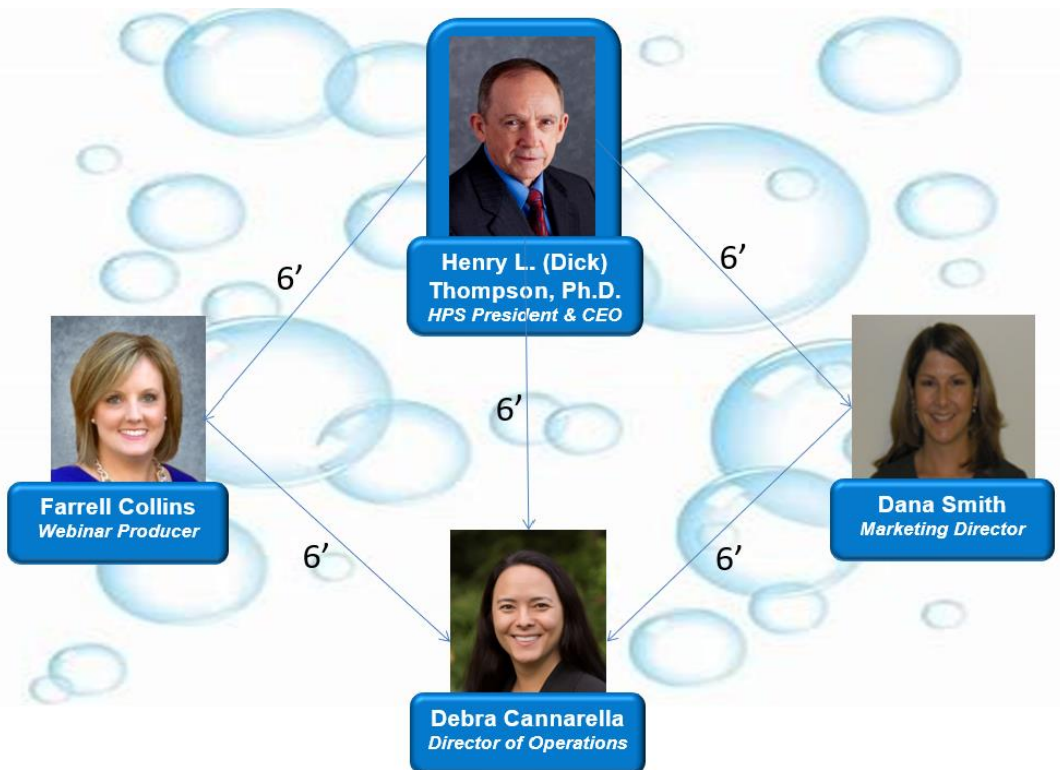 Henry L. (Dick)
Thompson, Ph.D.
HPS President & CEO
6’
6’
6’
Farrell Collins
Webinar Producer
Dana Smith
Marketing Director
6’
6’
Debra Cannarella
Director of Operations